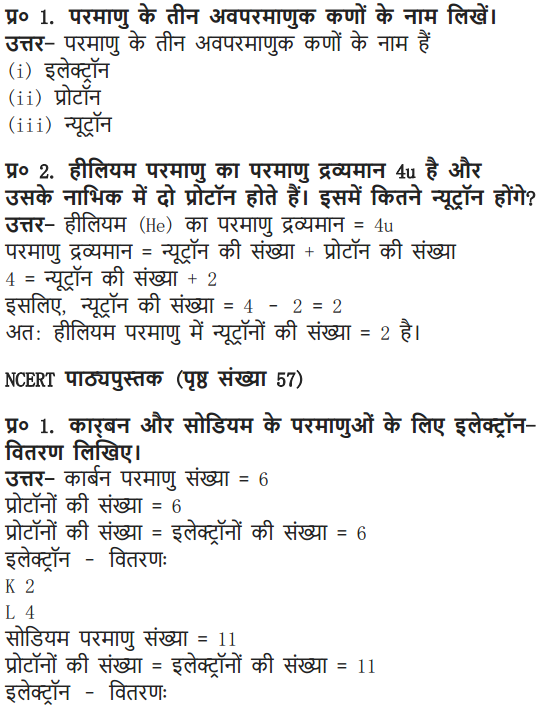 प्र० 1. परमाणु के तीन अवपरमाणुक कणों के नाम लिखें।
उत्तर- परमाणु के तीन अवपरमाणुक कणों के नाम हैं
(i) इलेक्ट्रॉन
(ii) प्रोटॉन
(iii) न्यूट्रॉन
प्र० 2. हीलियम परमाणु का परमाणु द्रव्यमान 4u है और
उसके नाभिक में दो प्रोटॉन होते हैं। इसमें कितने न्यूट्रॉन होंगे?
उत्तर- हीलियम (He) का परमाणु द्रव्यमान = 4u
परमाणु द्रव्यमान = न्यूट्रॉन की संख्या + प्रोटॉन की संख्या
4 = न्यूट्रॉन की संख्या + 2
इसलिए, न्यूट्रॉन की संख्या = 4 - 2 = 2
अत: हीलियम परमाणु में न्यूट्रॉनों की संख्या = 2 है।
NCERT पाठ्यपुस्तक (पृष्ठ संख्या 57)
प्र० 1. कार्बन और सोडियम के परमाणुओं के लिए इलेक्ट्रॉन-
वितरण लिखिए।
उत्तर- कार्बन परमाणु संख्या = 6
प्रोटॉनों की संख्या = 6
प्रोटॉनों की संख्या = इलेक्ट्रॉनों की संख्या = 6
इलेक्ट्रॉन - वितरणः
K 2
L 4
सोडियम परमाणु संख्या = 11
प्रोटॉनों की संख्या = इलेक्ट्रॉनों की संख्या = 11
इलेक्ट्रॉन - वितरणः